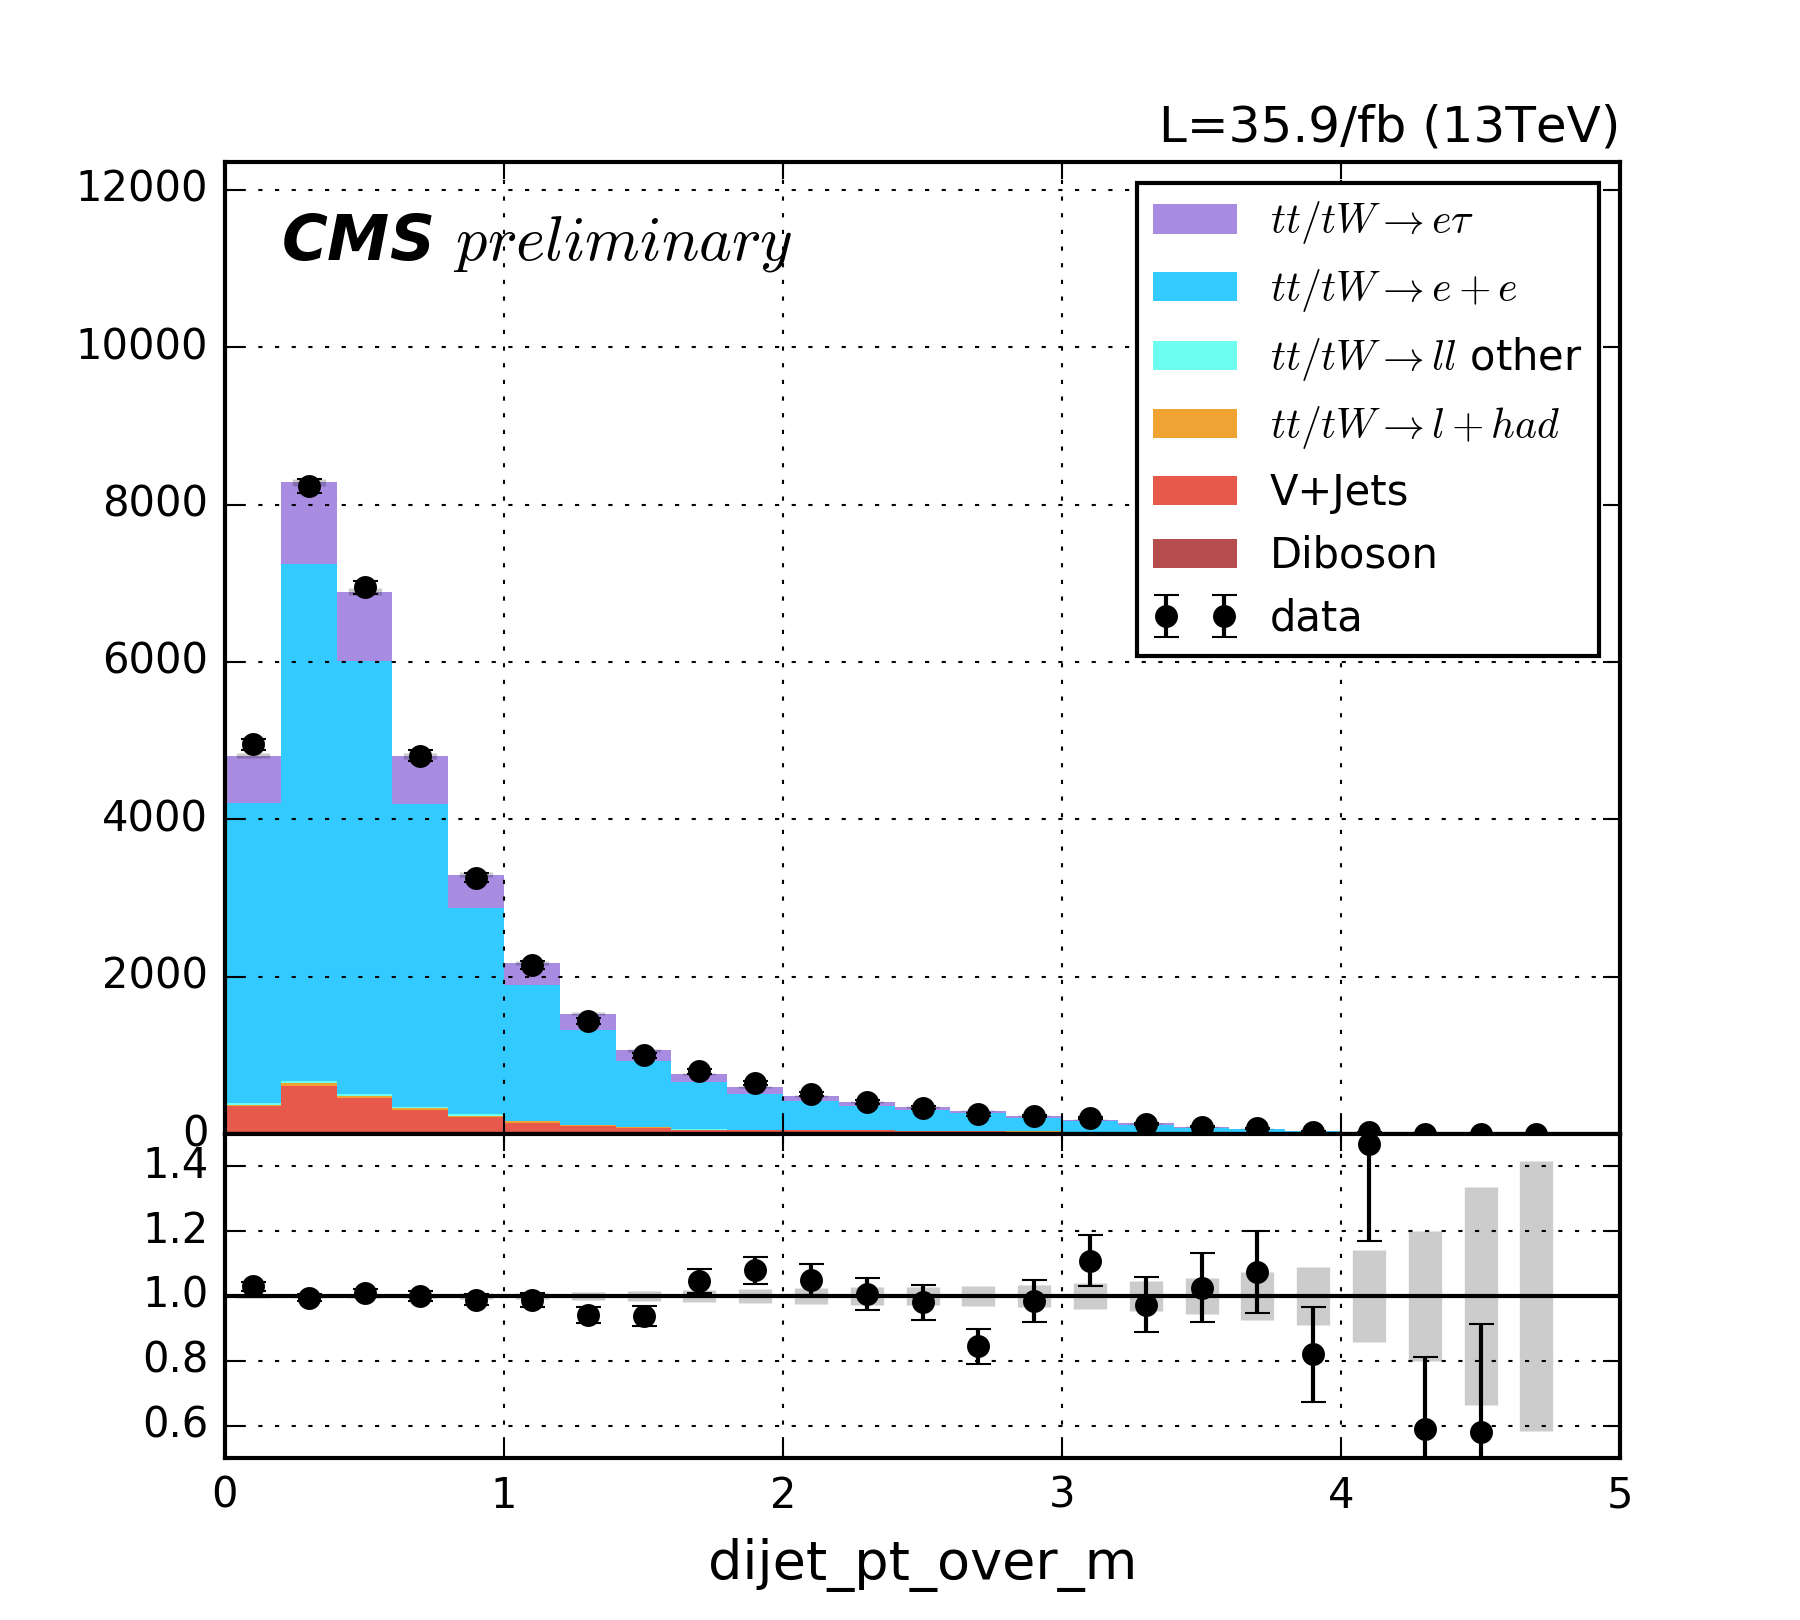 L=35.9/fb (13TeV)
12000
CMS preliminary
10000
8000
6000
4000
2000
0
tt/tW→eτ
tt/tW→e+e
tt/tW→ll other
tt/tW→l+had
V+Jets
Diboson
data
1.4
1.2
1.0
0.8
0.6
0 1 2 3 4 5
dijet_pt_over_m